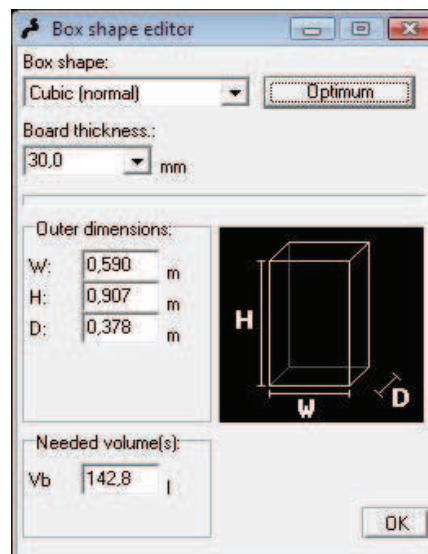 Box shape editor
Box shape:
Cubic (normal)
Optimum
Board thickness.:
30,0 mm
Outer dimensions:
W: 0,590 m
H: 0,907 m
D: 0,378 m
H
D
W
Needed volume(s):
Vb 142,8 l
OK